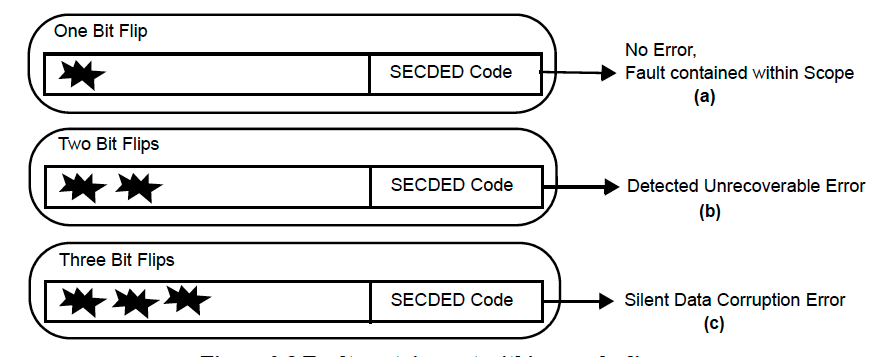 One Bit Flip
SECDED Code
No Error,
Fault contained within Scope
(a)
Two Bit Flips
SECDED Code
Detected Unrecoverable Error
(b)
Three Bit Flips
SECDED Code
Silent Data Corruption Error
(c)